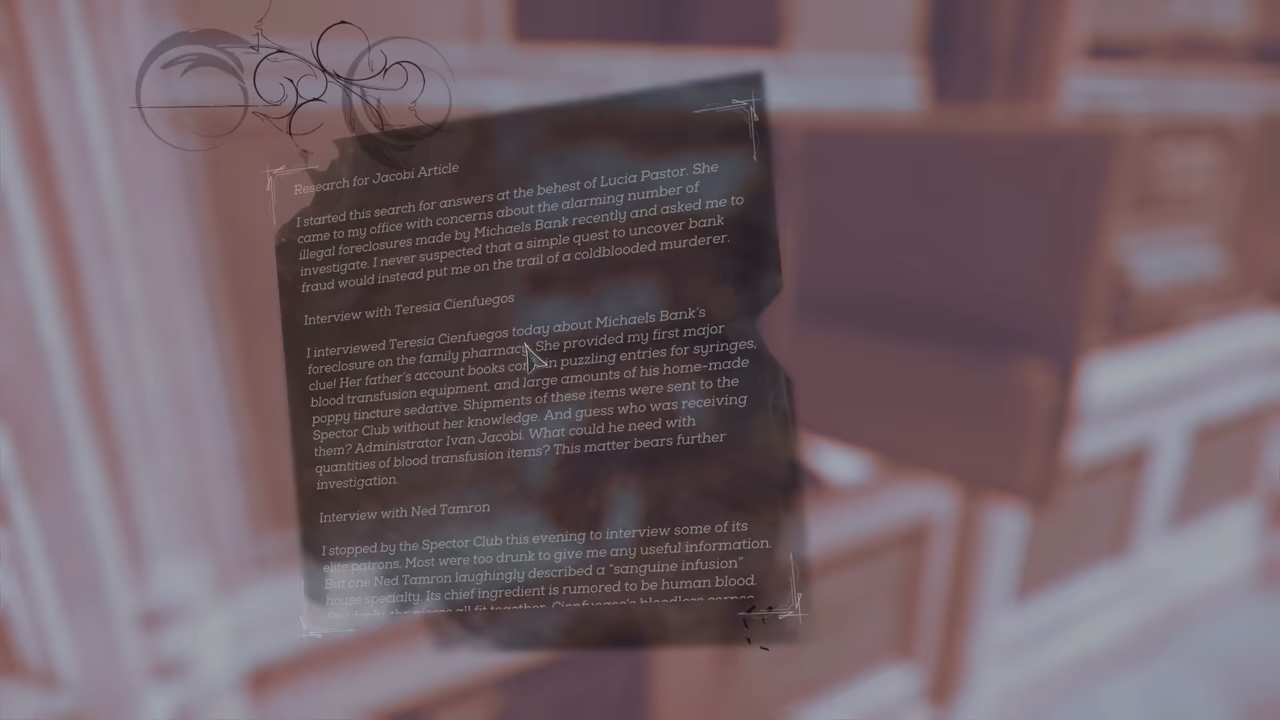 Research for Jacobi Article
I started this search for answers at the behest of Lucia Pastor. She
came to my office with concerns about the alarming number of
illegal foreclosures made by Michaels Bank recently and asked me to
investigate. I never suspected that a simple quest to uncover bank
fraud would instead put me on the trail of a coldblooded murderer.
Interview with Teresia Cienfuegos
I interviewed Teresia Cienfuegos today about Michaels Bank's
foreclosure on the family pharmacy. She provided my first major
clue! Her father's account books contain puzzling entries for syringes,
blood transfusion equipment, and large amounts of his home-made
poppy tincture sedative. Shipments of these items were sent to the
Spector Club without her knowledge. And guess who was receiving
them? Administrator Ivan Jacobi. What could he need with
quantities of blood transfusion items? This matter bears further
investigation.
Interview with Ned Tamron
I stopped by the Spector Club this evening to interview some of its
elite patrons. Most were too drunk to give me any useful information.
But one Ned Tamron laughingly described a "sanguine infusion"
house specialty. Its chief ingredient is rumored to be human blood.
the pieces all fit together. Cienfuegos's bloodless corpse